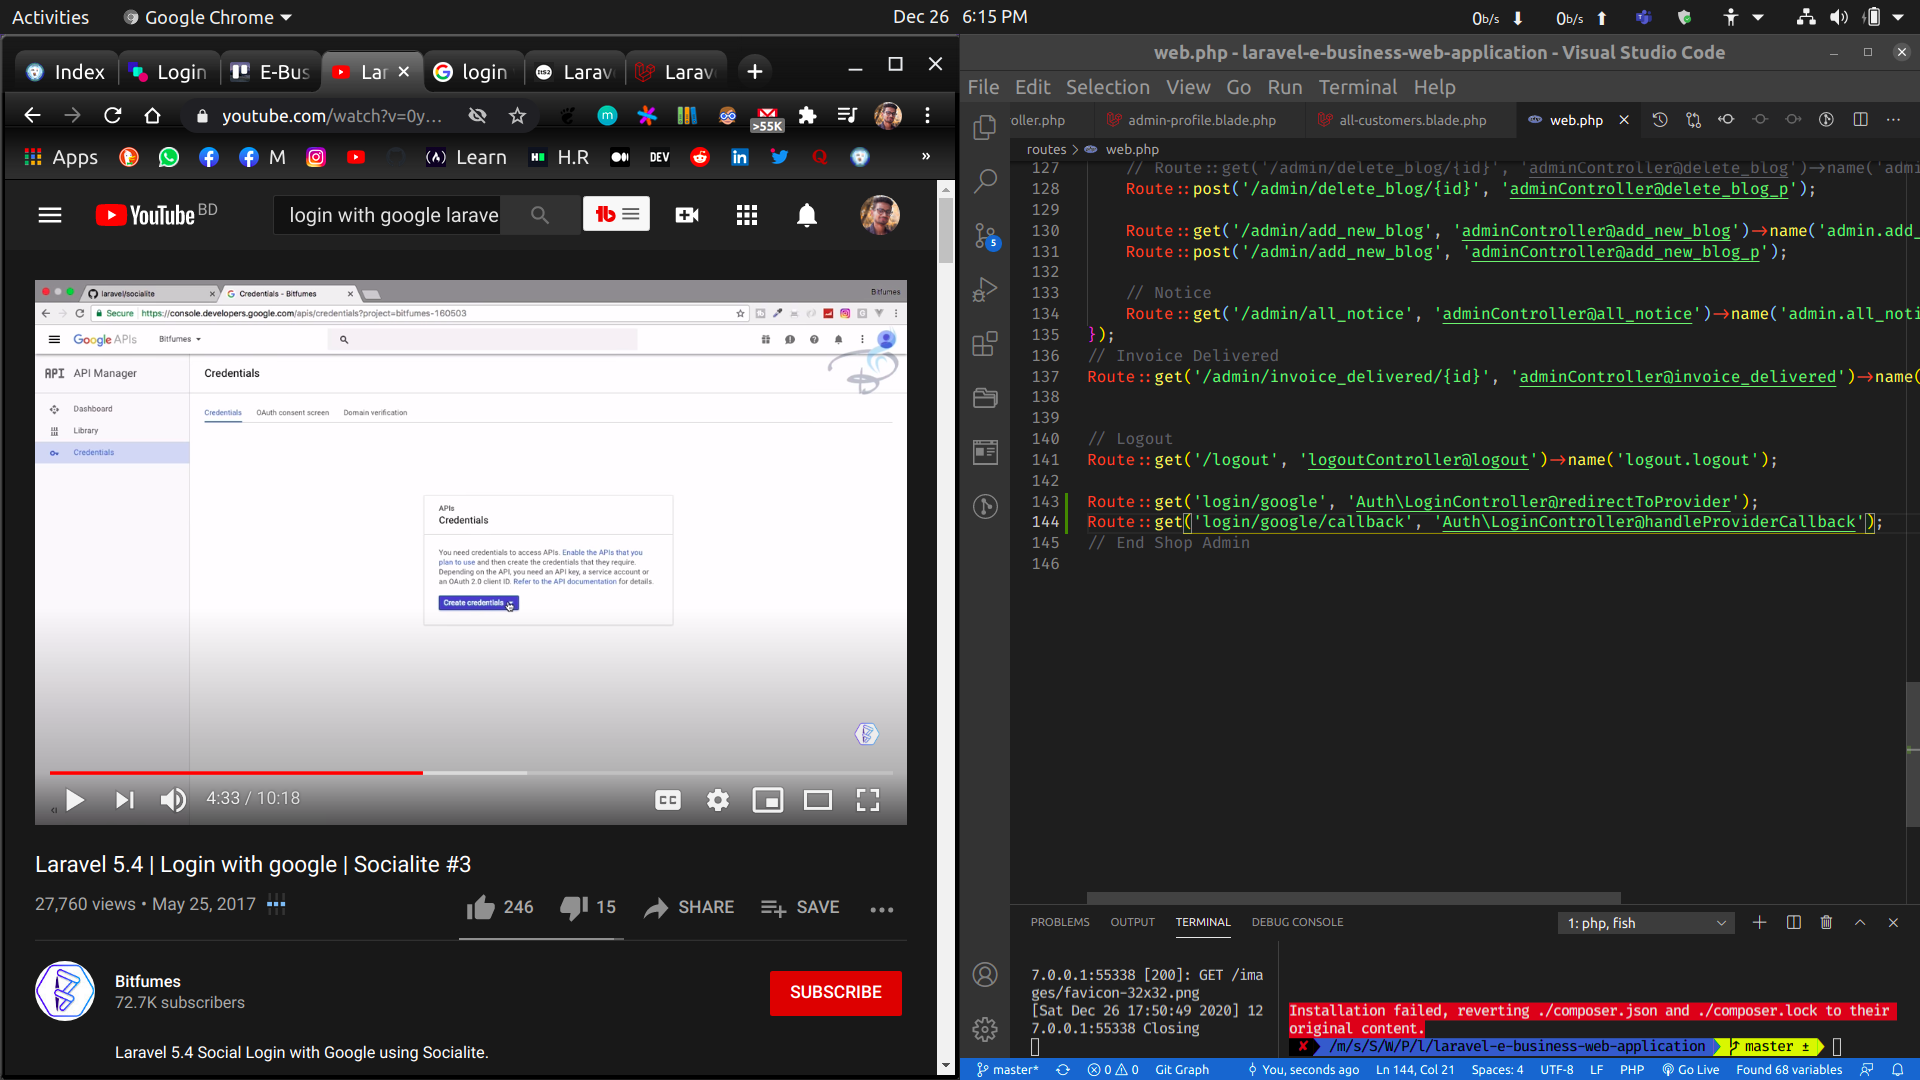 Activities
Google Chrome
Dec 26 6:15 PM
0b/s
0b/s
Index
Login
E-Bus
Lar
login
Larav
Larav
youtube.com/watch?v=0y...
>55K
Apps
M
Learn
H.R
DEV
»
YouTube BD
login with google larave
laravel/socialite
Credentials - Bitfumes
Bitfumes
Secure
https://console.developers.google.com/apis/credentials?project=bitfumes-160503
Google APIs
Bitfumes
API API Manager
Credentials
Dashboard
Library
Credentials
Credentials
OAuth consent screen
Domain verification
APIs
Credentials
You need credentials to access APIs. Enable the APIs that you
plan to use and then create the credentials that they require.
Depending on the API, you need an API key, a service account or
an OAuth 2.0 client ID. Refer to the API documentation for details.
Create credentials
4:33 / 10:18
CC
Laravel 5.4 | Login with google | Socialite #3
27,760 views • May 25, 2017
246
15
SHARE
SAVE
Bitfumes
72.7K subscribers
SUBSCRIBE
Laravel 5.4 Social Login with Google using Socialite.
web.php - laravel-e-business-web-application - Visual Studio Code
File Edit Selection View Go Run Terminal Help
oller.php
admin-profile.blade.php
all-customers.blade.php
web.php
routes > web.php
127 // Route::get('/admin/delete_blog/{id}', 'adminController@delete_blog')->name('admi
128 Route::post('/admin/delete_blog/{id}', 'adminController@delete_blog_p');
129
130 Route::get('/admin/add_new_blog', 'adminController@add_new_blog')->name('admin.add_
131 Route::post('/admin/add_new_blog', 'adminController@add_new_blog_p');
132
133 // Notice
134 Route::get('/admin/all_notice', 'adminController@all_notice')->name('admin.all_noti
135 });
136 // Invoice Delivered
137 Route::get('/admin/invoice_delivered/{id}', 'adminController@invoice_delivered')->name(
138
139
140 // Logout
141 Route::get('/logout', 'logoutController@logout')->name('logout.logout');
142
143 Route::get('login/google', 'Auth\LoginController@redirectToProvider');
144 Route::get('login/google/callback', 'Auth\LoginController@handleProviderCallback');
145 // End Shop Admin
146
5
PROBLEMS
OUTPUT
TERMINAL
DEBUG CONSOLE
1: php, fish
7.0.0.1:55338 [200]: GET /ima
ges/favicon-32x32.png
[Sat Dec 26 17:50:49 2020] 12
7.0.0.1:55338 Closing
Installation failed, reverting ./composer.json and ./composer.lock to their
original content.
✘ /m/s/S/W/P/l/laravel-e-business-web-application master ±
master*
0
0
Git Graph
You, seconds ago
Ln 144, Col 21
Spaces: 4
UTF-8
LF
PHP
Go Live
Found 68 variables